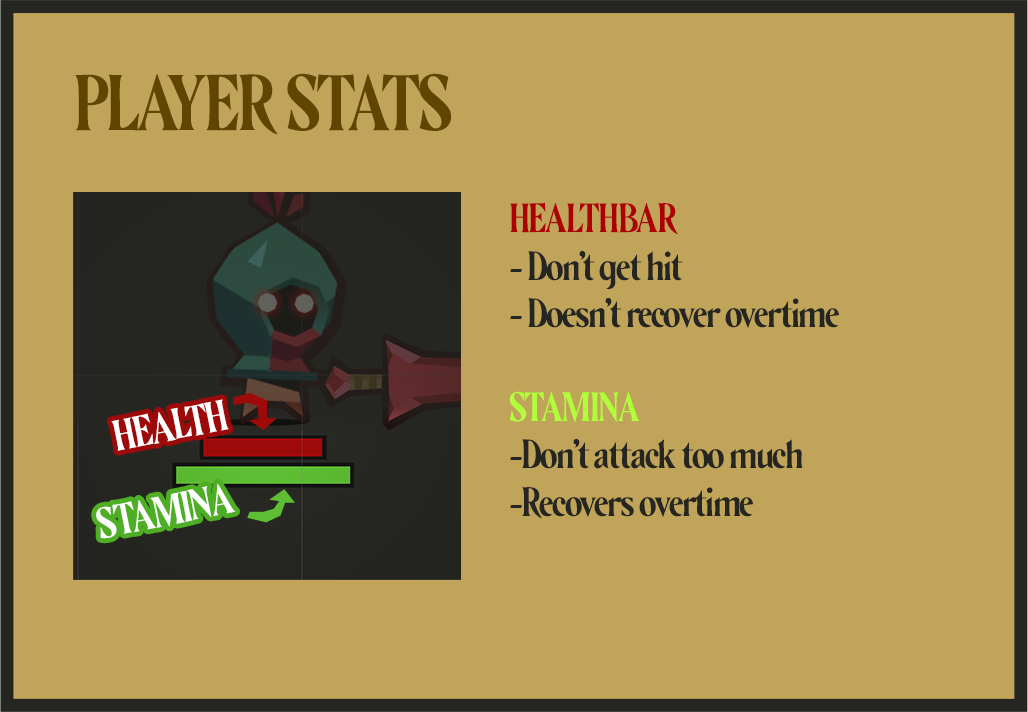 PLAYER STATS
HEALTH
STAMINA
HEALTHBAR
- Don't get hit
- Doesn't recover overtime
STAMINA
-Don't attack too much
-Recovers overtime